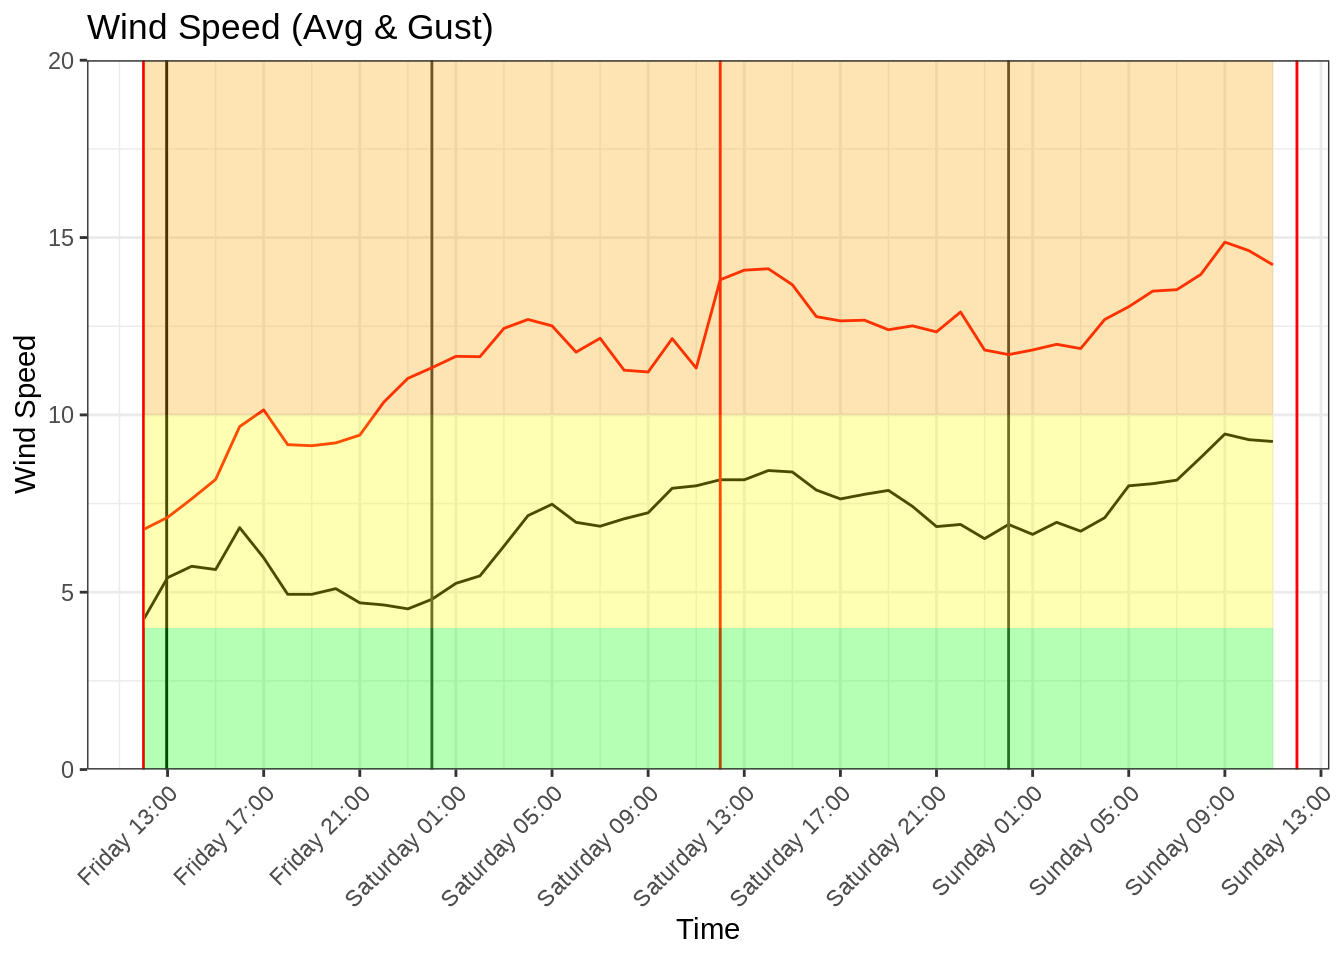 Wind Speed (Avg & Gust)
20
15
10
5
0
Wind Speed
Friday 13:00
Friday 17:00
Friday 21:00
Saturday 01:00
Saturday 05:00
Saturday 09:00
Saturday 13:00
Saturday 17:00
Saturday 21:00
Sunday 01:00
Sunday 05:00
Sunday 09:00
Sunday 13:00
Time